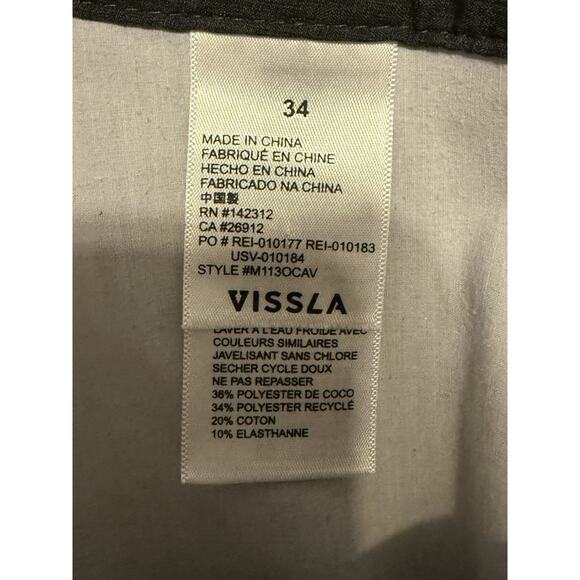 34
MADE IN CHINA
FABRIQUÉ EN CHINE
HECHO EN CHINA
FABRICADO NA CHINA
中国製
RN #142312
CA #26912
PO # REI-010177 REI-010183
USV-010184
STYLE #M113OCAV
VISSLA
LAVER A L'EAU FROIDE AVEC
COULEURS SIMILAIRES
JAVELISANT SANS CHLORE
SECHER CYCLE DOUX
NE PAS REPASSER
36% POLYESTER DE COCO
34% POLYESTER RECYCLÉ
20% COTON
10% ELASTHANNE